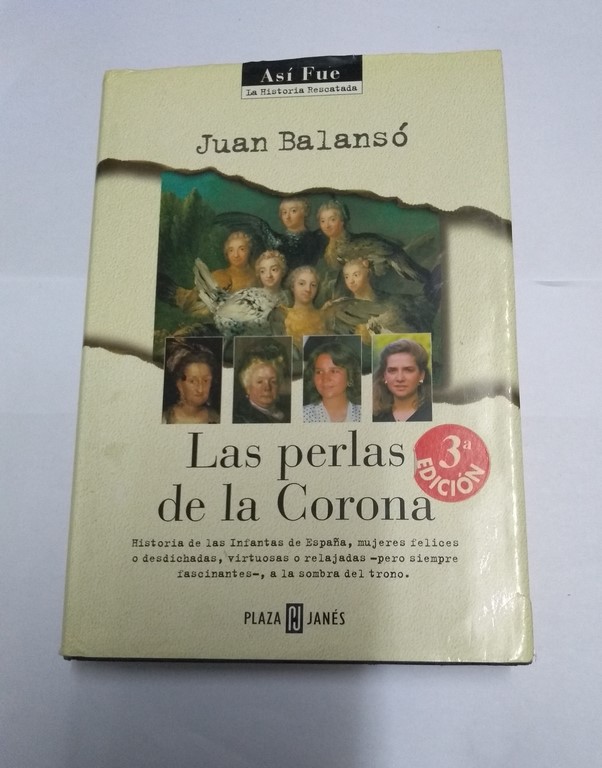 Así Fue
La Historia Rescatada
Juan Balansó
Las perlas
de la Corona
3ª
EDICIÓN
Historia de las Infantas de España, mujeres felices
o desdichadas, virtuosas o relajadas -pero siempre
fascinantes-, a la sombra del trono.
PLAZA PJ JANÉS